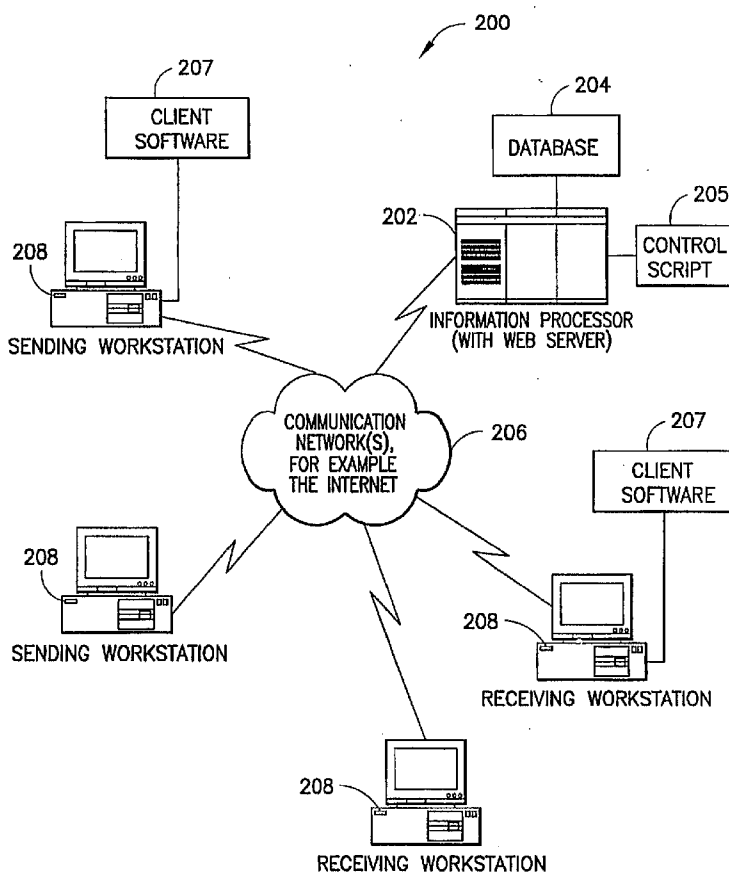 200
207
CLIENT
SOFTWARE
204
DATABASE
202
205
CONTROL
SCRIPT
208
SENDING WORKSTATION
INFORMATION PROCESSOR
(WITH WEB SERVER)
COMMUNICATION
NETWORK(S),
FOR EXAMPLE
THE INTERNET
206
207
CLIENT
SOFTWARE
208
SENDING WORKSTATION
208
RECEIVING WORKSTATION
208
RECEIVING WORKSTATION